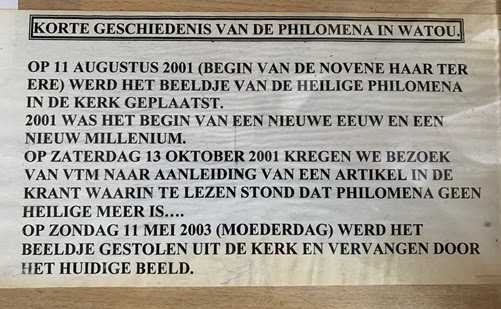 KORTE GESCHIEDENIS VAN DE PHILOMENA IN WATOU.
OP 11 AUGUSTUS 2001 (BEGIN VAN DE NOVENE HAAR TER
ERE) WERD HET BEELDJE VAN DE HEILIGE PHILOMENA
IN DE KERK GEPLAATST.
2001 WAS HET BEGIN VAN EEN NIEUWE EEUW EN EEN
NIEUW MILLENIUM.
OP ZATERDAG 13 OKTOBER 2001 KREGEN WE BEZOEK
VAN VTM NAAR AANLEIDING VAN EEN ARTIKEL IN DE
KRANT WAARIN TE LEZEN STOND DAT PHILOMENA GEEN
HEILIGE MEER IS....
OP ZONDAG 11 MEI 2003 (MOEDERDAG) WERD HET
BEELDJE GESTOLEN UIT DE KERK EN VERVANGEN DOOR
HET HUIDIGE BEELD.